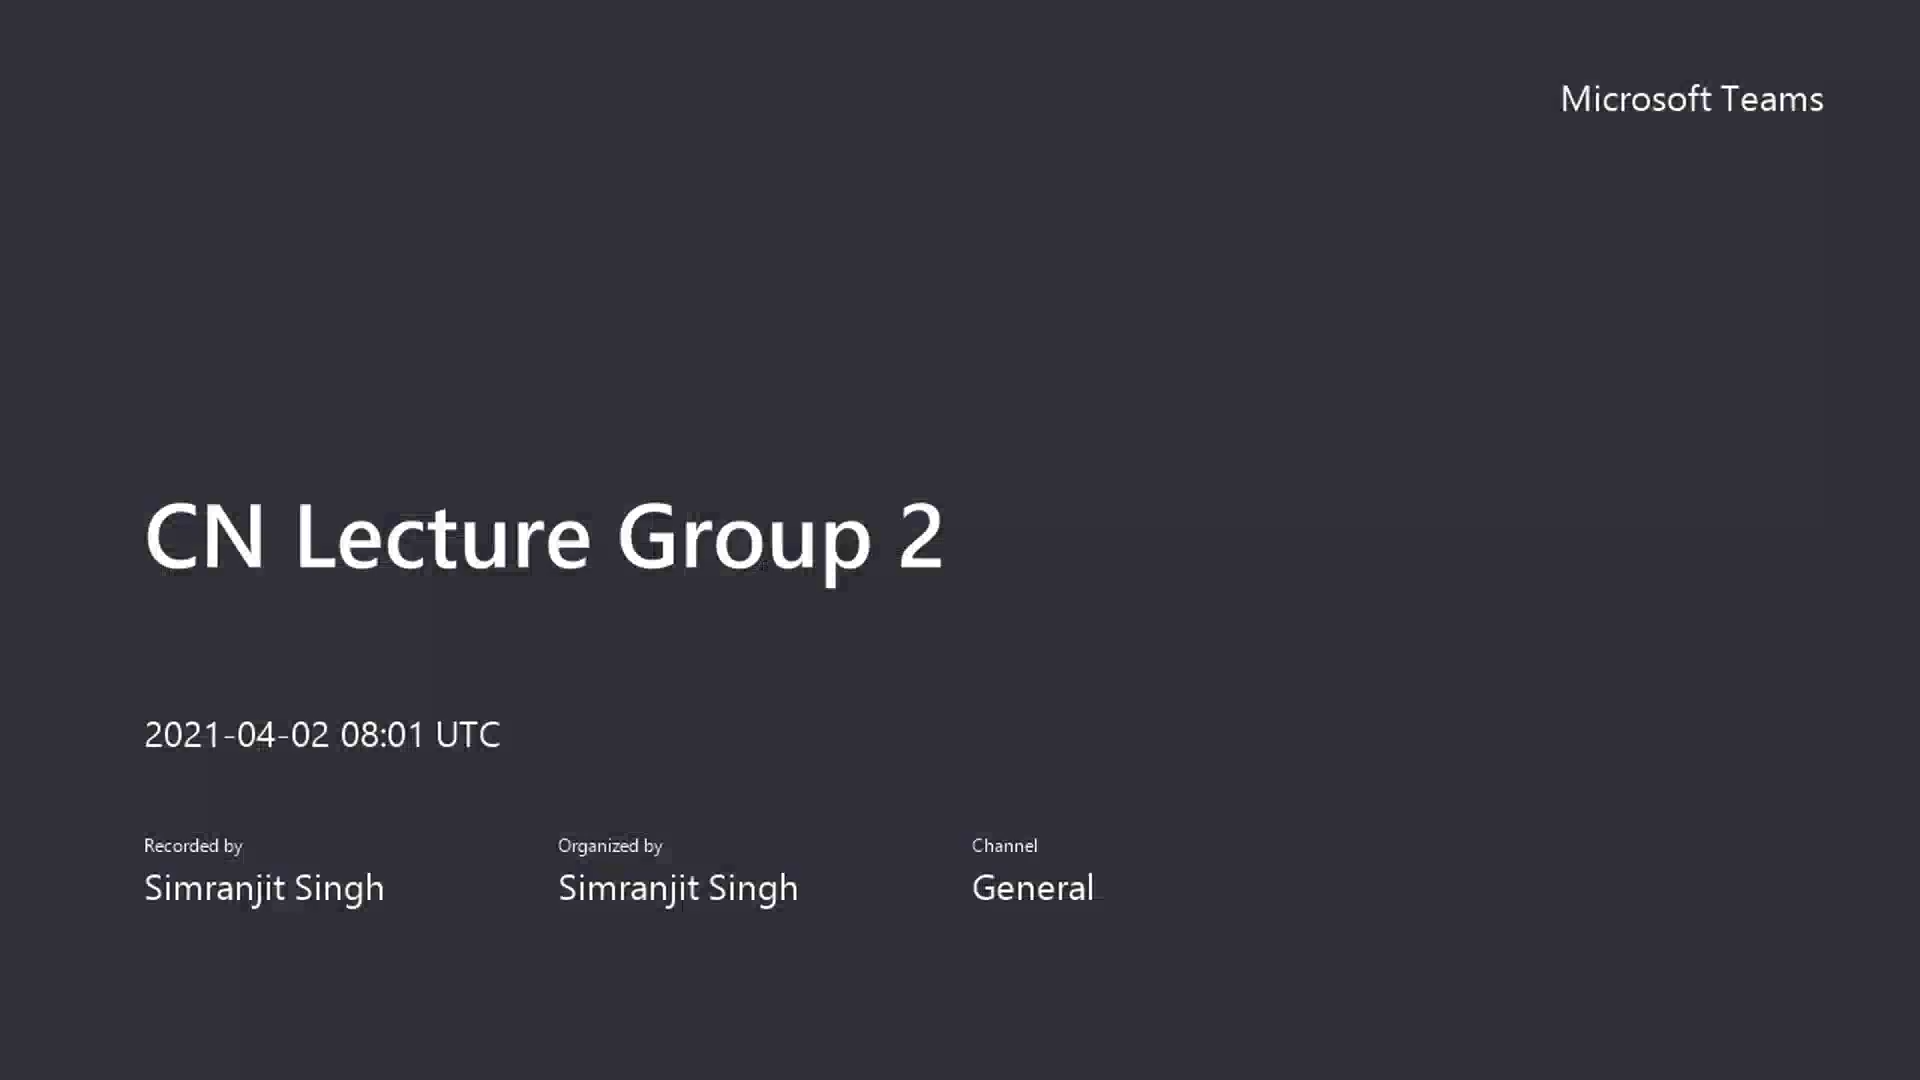 Microsoft Teams
CN Lecture Group 2
2021-04-02 08:01 UTC
Recorded by
Simranjit Singh
Organized by
Simranjit Singh
Channel
General